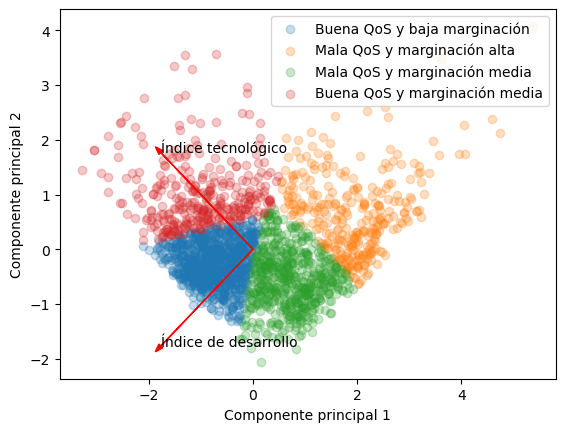 Buena QoS y baja marginación
Mala QoS y marginación alta
Mala QoS y marginación media
Buena QoS y marginación media
Índice tecnológico
Índice de desarrollo
Componente principal 2
4
3
2
1
0
−1
−2
−2
0
2
4
Componente principal 1